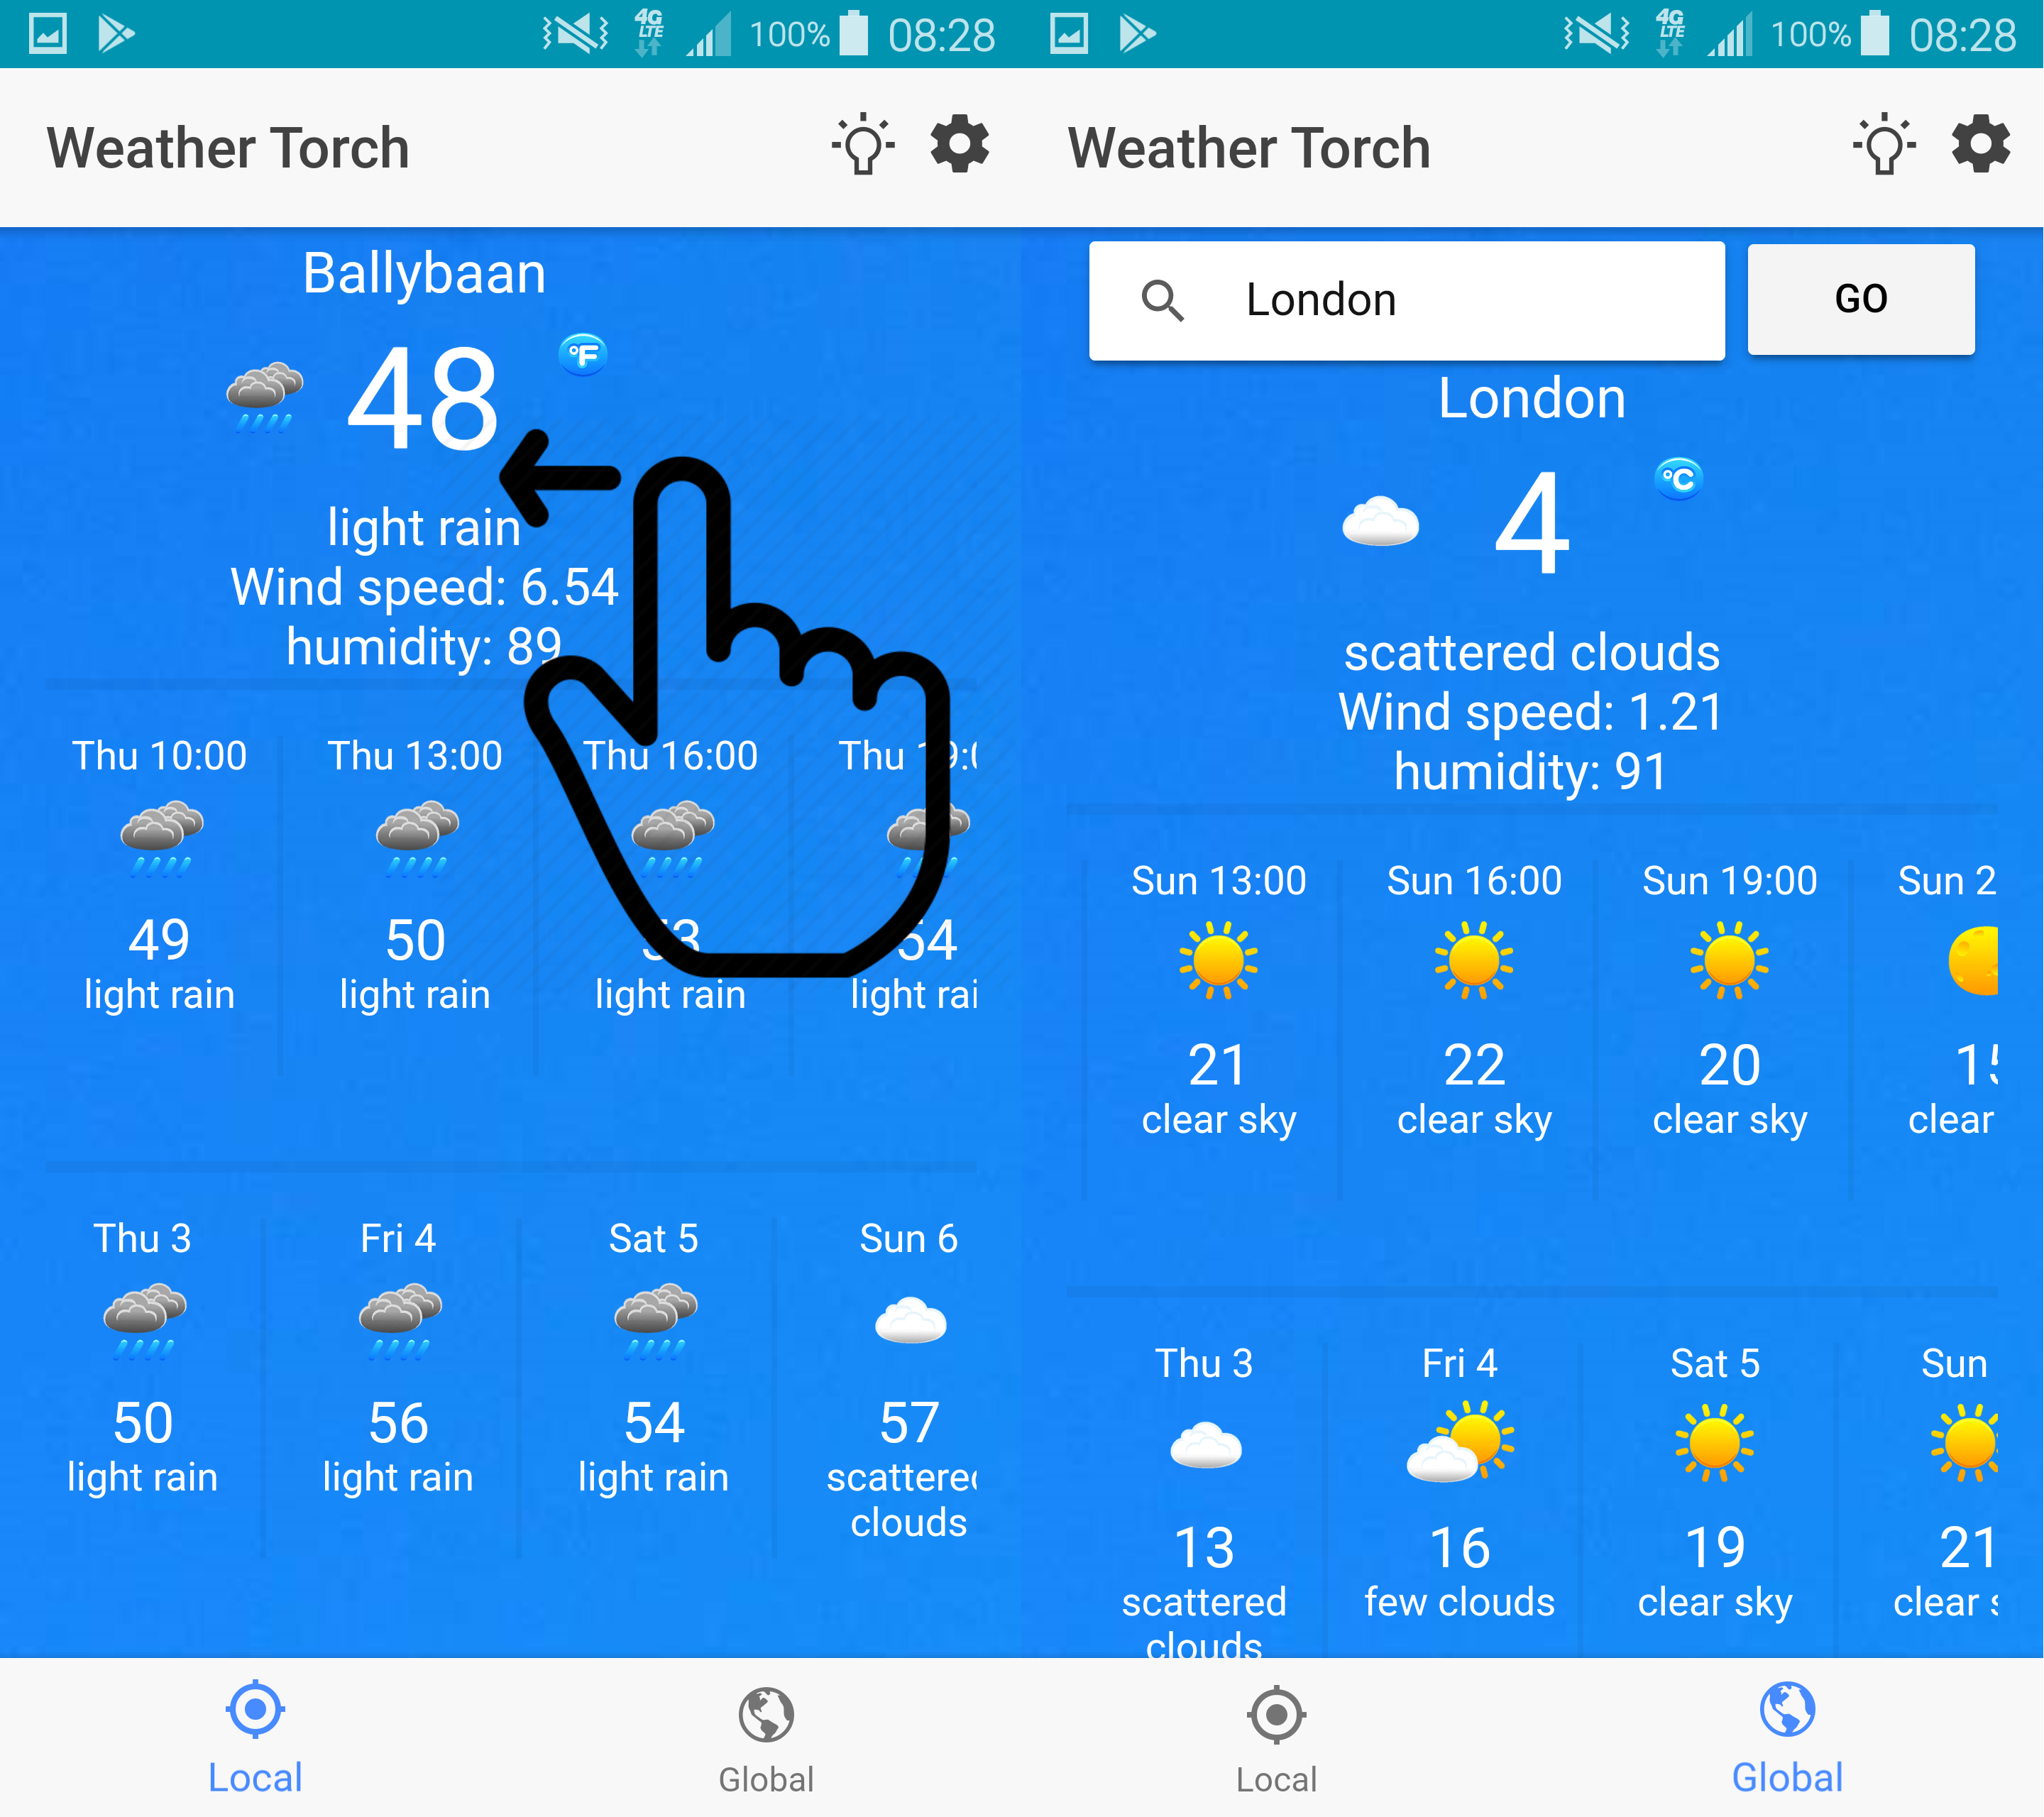 4G LTE 100% 08:28
Weather Torch
Ballybaan
48 °F
light rain
Wind speed: 6.54
humidity: 89
Thu 10:00 Thu 13:00 Thu 16:00 Thu 19:0
49 50 53 54
light rain light rain light rain light rai
Thu 3 Fri 4 Sat 5 Sun 6
50 56 54 57
light rain light rain light rain scattered
clouds
Local Global
4G LTE 100% 08:28
Weather Torch
London GO
London
4 °C
scattered clouds
Wind speed: 1.21
humidity: 91
Sun 13:00 Sun 16:00 Sun 19:00 Sun 2
21 22 20 15
clear sky clear sky clear sky clear
Thu 3 Fri 4 Sat 5 Sun
13 16 19 21
scattered few clouds clear sky clear s
clouds
Local Global